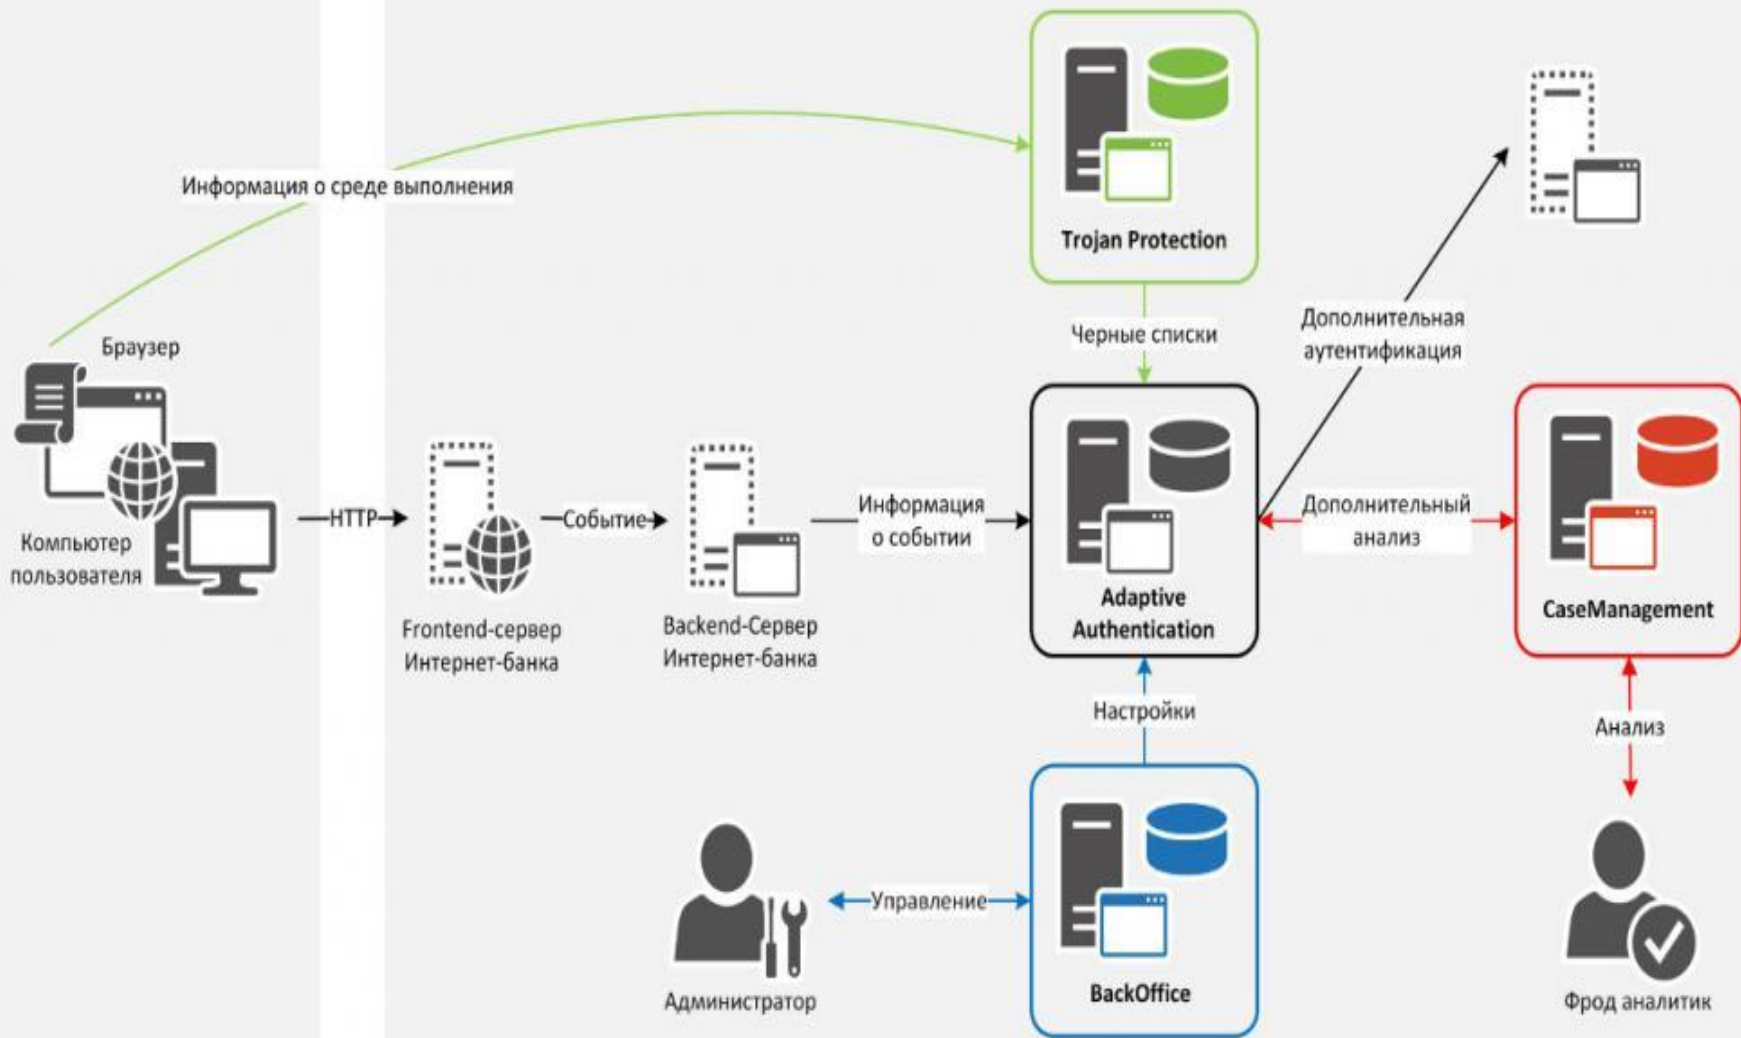 Trojan Protection
Информация о среде выполнения
Черные списки
Дополнительная
аутентификация
Браузер
Компьютер
пользователя
HTTP
Frontend-сервер
Интернет-банка
Событие
Backend-Сервер
Интернет-банка
Информация
о событии
Adaptive
Authentication
Дополнительный
анализ
CaseManagement
Настройки
Анализ
Администратор
Управление
BackOffice
Фрод аналитик